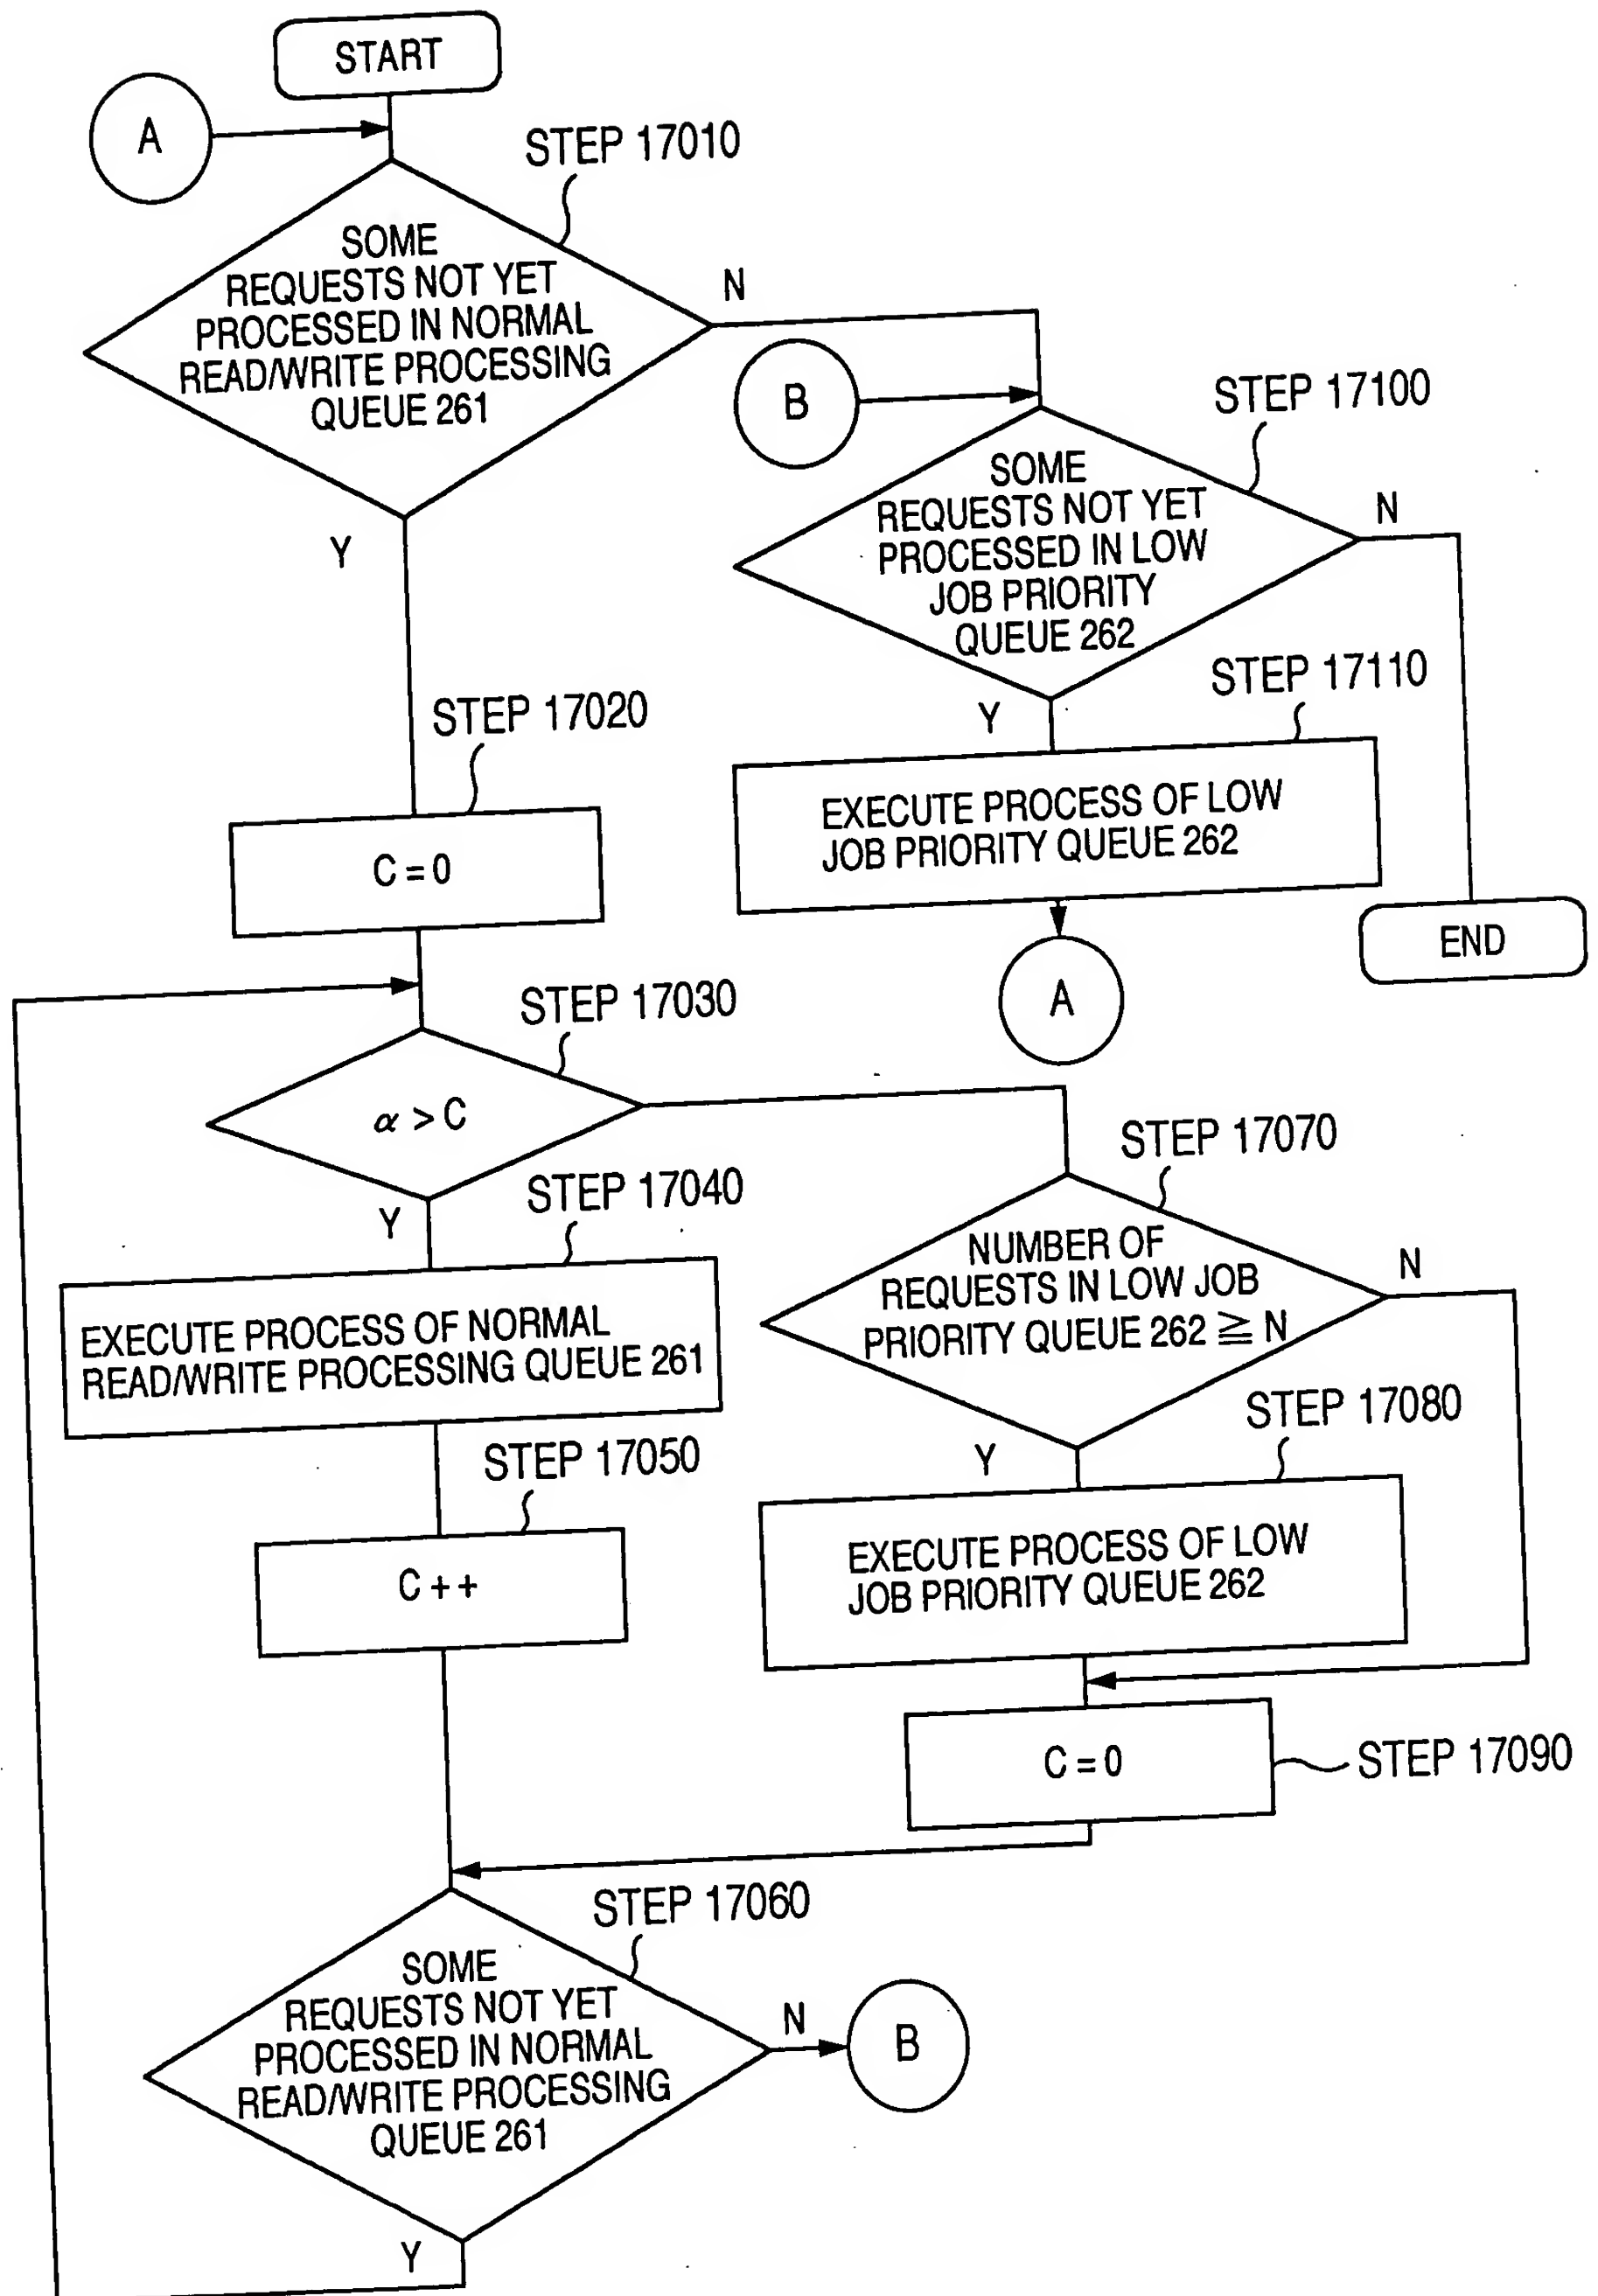 START
A
STEP 17010
SOME
REQUESTS NOT YET
PROCESSED IN NORMAL
READ/WRITE PROCESSING
QUEUE 261
N
Y
B
STEP 17100
SOME
REQUESTS NOT YET
PROCESSED IN LOW
JOB PRIORITY
QUEUE 262
N
Y
STEP 17110
EXECUTE PROCESS OF LOW
JOB PRIORITY QUEUE 262
A
END
STEP 17020
C = 0
STEP 17030
α > C
Y
STEP 17040
EXECUTE PROCESS OF NORMAL
READ/WRITE PROCESSING QUEUE 261
STEP 17050
C + +
STEP 17070
NUMBER OF
REQUESTS IN LOW JOB
PRIORITY QUEUE 262 ≧ N
N
Y
STEP 17080
EXECUTE PROCESS OF LOW
JOB PRIORITY QUEUE 262
C = 0
STEP 17090
STEP 17060
SOME
REQUESTS NOT YET
PROCESSED IN NORMAL
READ/WRITE PROCESSING
QUEUE 261
N
B
Y